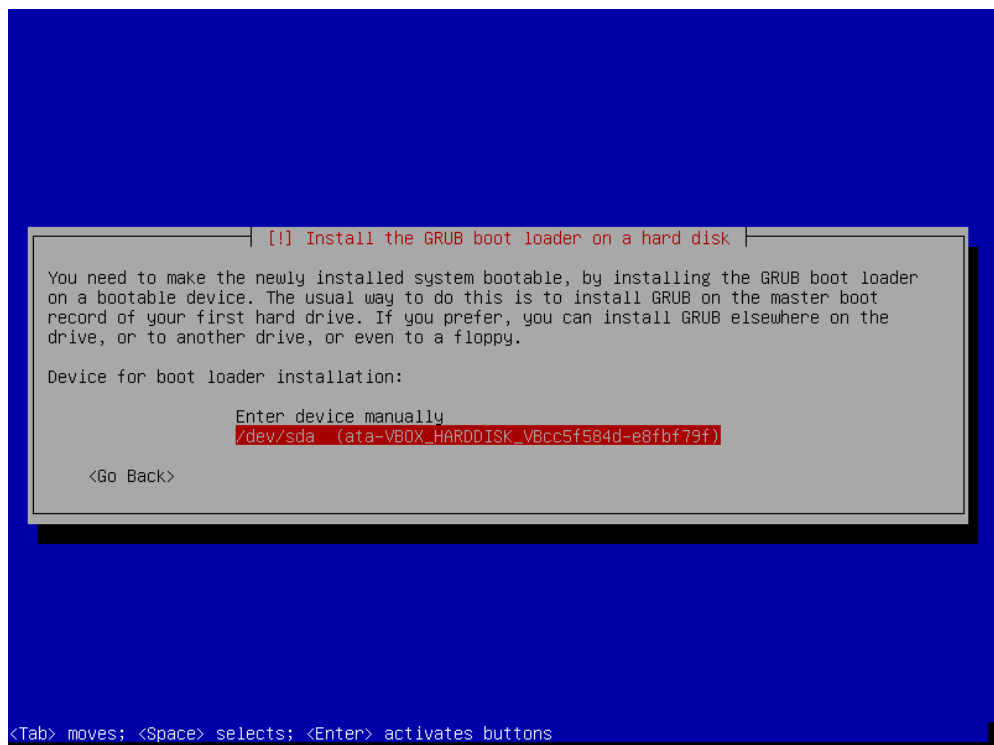 [!] Install the GRUB boot loader on a hard disk
You need to make the newly installed system bootable, by installing the GRUB boot loader
on a bootable device. The usual way to do this is to install GRUB on the master boot
record of your first hard drive. If you prefer, you can install GRUB elsewhere on the
drive, or to another drive, or even to a floppy.
Device for boot loader installation:
Enter device manually
/dev/sda  (ata-VBOX_HARDDISK_VBcc5f584d-e8fbf79f)
<Go Back>
<Tab> moves; <Space> selects; <Enter> activates buttons